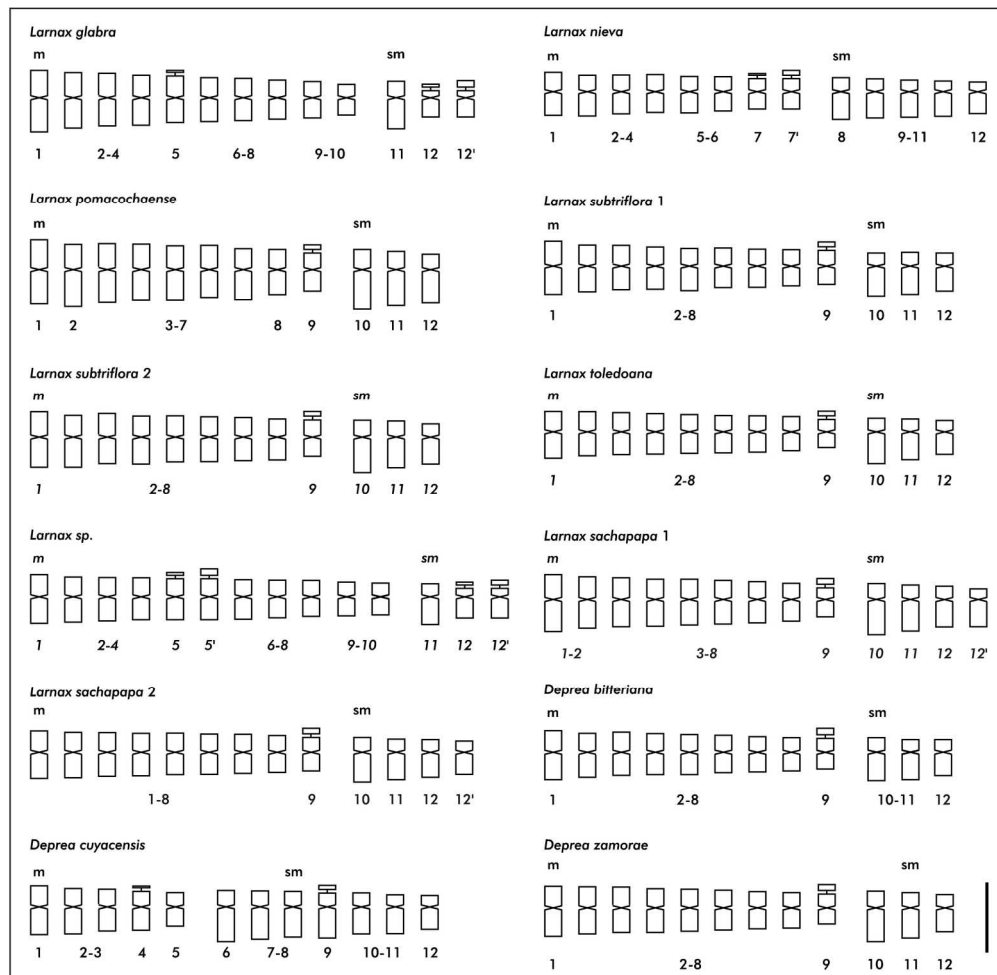 Larnax glabra
m sm
1 2-4 5 6-8 9-10 11 12 12'
Larnax nieva
m sm
1 2-4 5-6 7 7' 8 9-11 12
Larnax pomacochaense
m sm
1 2 3-7 8 9 10 11 12
Larnax subtriflora 1
m sm
1 2-8 9 10 11 12
Larnax subtriflora 2
m sm
1 2-8 9 10 11 12
Larnax toledoana
m sm
1 2-8 9 10 11 12
Larnax sp.
m sm
1 2-4 5 5' 6-8 9-10 11 12 12'
Larnax sachapapa 1
m sm
1-2 3-8 9 10 11 12 12'
Larnax sachapapa 2
m sm
1-8 9 10 11 12 12'
Deprea bitteriana
m sm
1 2-8 9 10-11 12
Deprea cuyacensis
m sm
1 2-3 4 5 6 7-8 9 10-11 12
Deprea zamorae
m sm
1 2-8 9 10 11 12